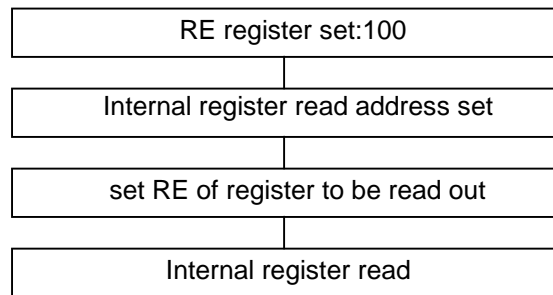 RE register set:100
Internal register read address set
set RE of register to be read out
Internal register read